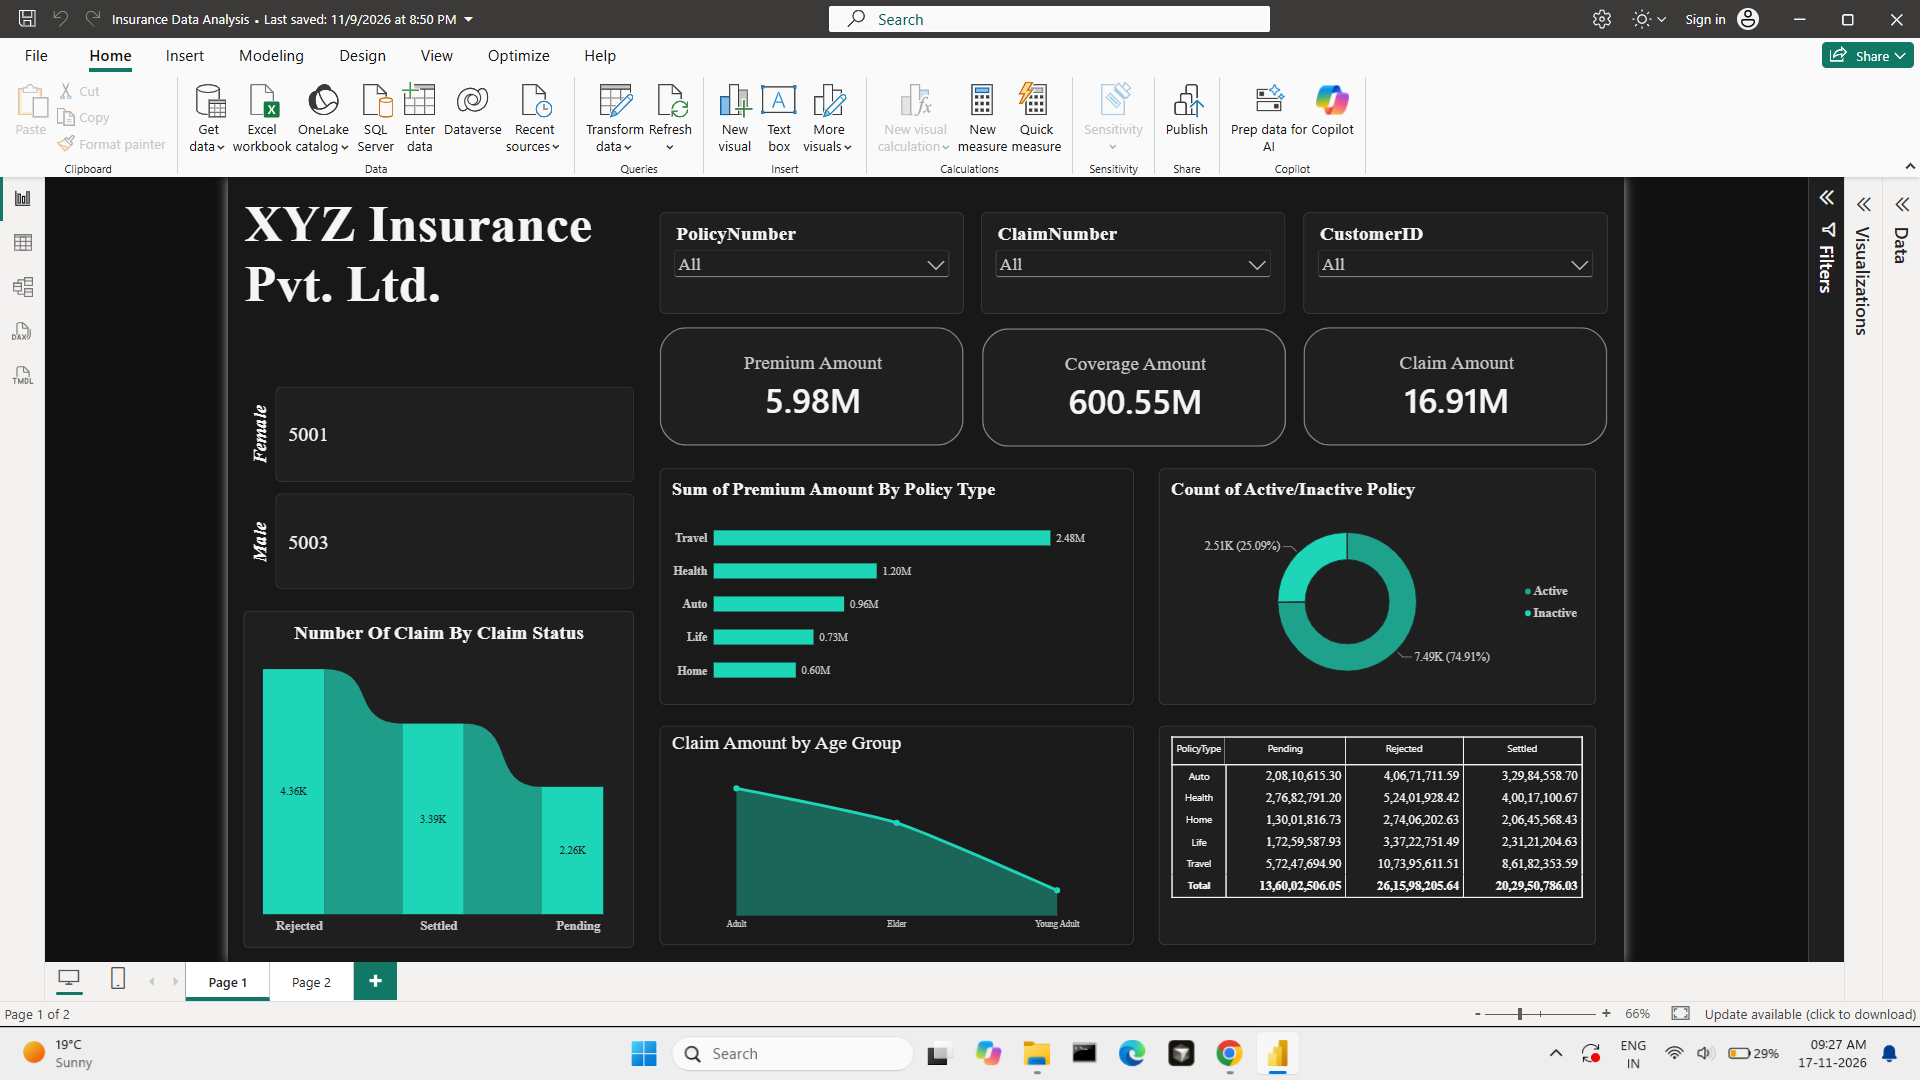 Insurance Data Analysis • Last saved: 11/9/2026 at 8:50 PM
Search
Sign in
File Home Insert Modeling Design View Optimize Help
Share
Paste
Cut
Copy
Format painter
Clipboard
Get data
Excel workbook
OneLake catalog
SQL Server
Enter data
Dataverse
Recent sources
Data
Transform data
Refresh
Queries
New visual
Text box
More visuals
Insert
New visual calculation
New measure
Quick measure
Calculations
Sensitivity
Sensitivity
Publish
Share
Prep data for AI
Copilot
Copilot
DAX
TMDL
XYZ Insurance
Pvt. Ltd.
PolicyNumber
All
ClaimNumber
All
CustomerID
All
Filters
Visualizations
Data
Premium Amount
5.98M
Coverage Amount
600.55M
Claim Amount
16.91M
Female
5001
Male
5003
Number Of Claim By Claim Status
4.36K
3.39K
2.26K
Rejected Settled Pending
Sum of Premium Amount By Policy Type
Travel 2.48M
Health 1.20M
Auto 0.96M
Life 0.73M
Home 0.60M
Count of Active/Inactive Policy
2.51K (25.09%)
7.49K (74.91%)
Active
Inactive
Claim Amount by Age Group
Adult Elder Young Adult
PolicyType Pending Rejected Settled
Auto 2,08,10,615.30 4,06,71,711.59 3,29,84,558.70
Health 2,76,82,791.20 5,24,01,928.42 4,00,17,100.67
Home 1,30,01,816.73 2,74,06,202.63 2,06,45,568.43
Life 1,72,59,587.93 3,37,22,751.49 2,31,21,204.63
Travel 5,72,47,694.90 10,73,95,611.51 8,61,82,353.59
Total 13,60,02,506.05 26,15,98,205.64 20,29,50,786.03
Page 1 Page 2 +
Page 1 of 2
- + 66%
Update available (click to download)
19°C
Sunny
Search
ENG
IN
29%
09:27 AM
17-11-2026